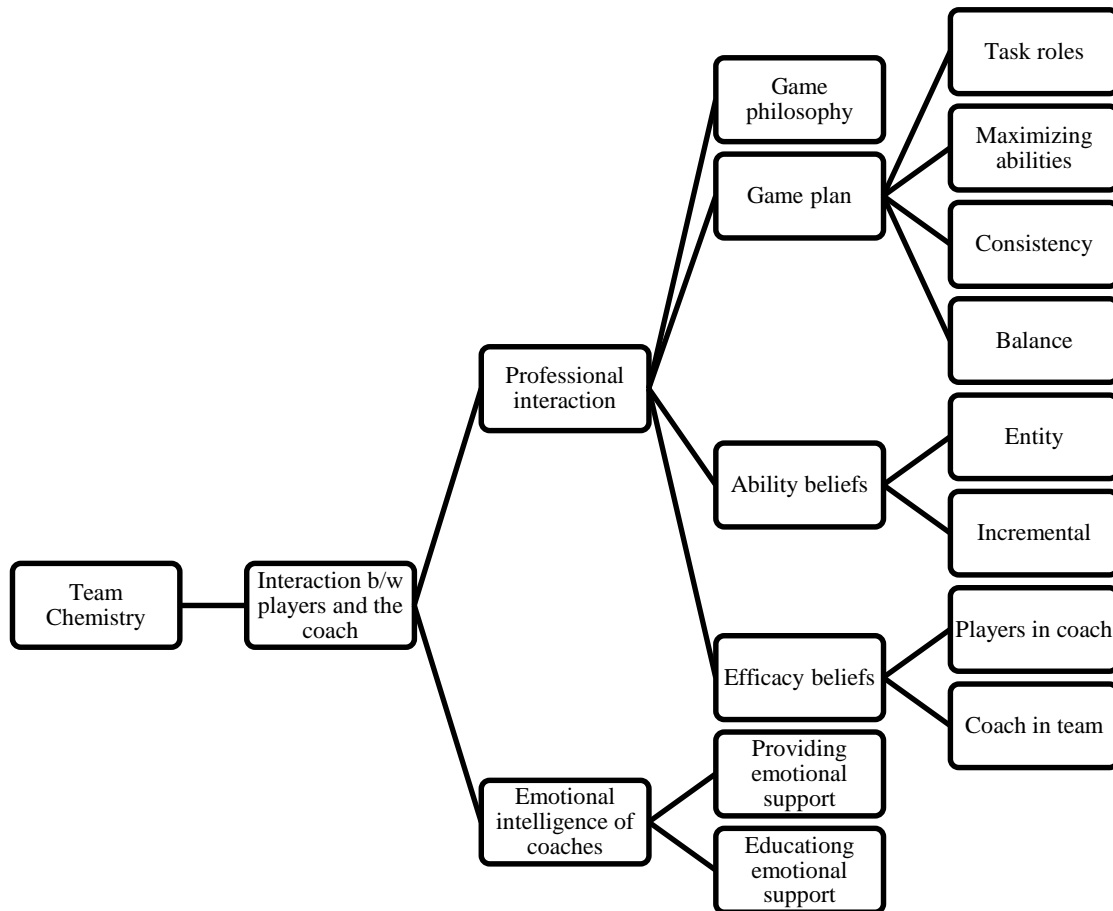 Task roles
Game
philosophy
Maximizing
abilities
Game plan
Consistency
Balance
Professional
interaction
Entity
Ability beliefs
Incremental
Team
Chemistry
Interaction b/w
players and the
coach
Players in coach
Efficacy beliefs
Coach in team
Providing
emotional
support
Emotional
intelligence of
coaches
Educationg
emotional
support